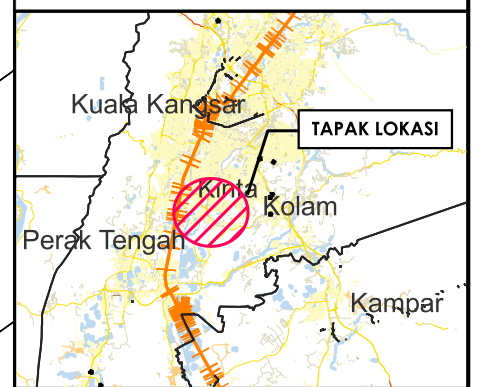 Kuala Kangsar
TAPAK LOKASI
Kinta
Kolam
Perak Tengah
Kampar